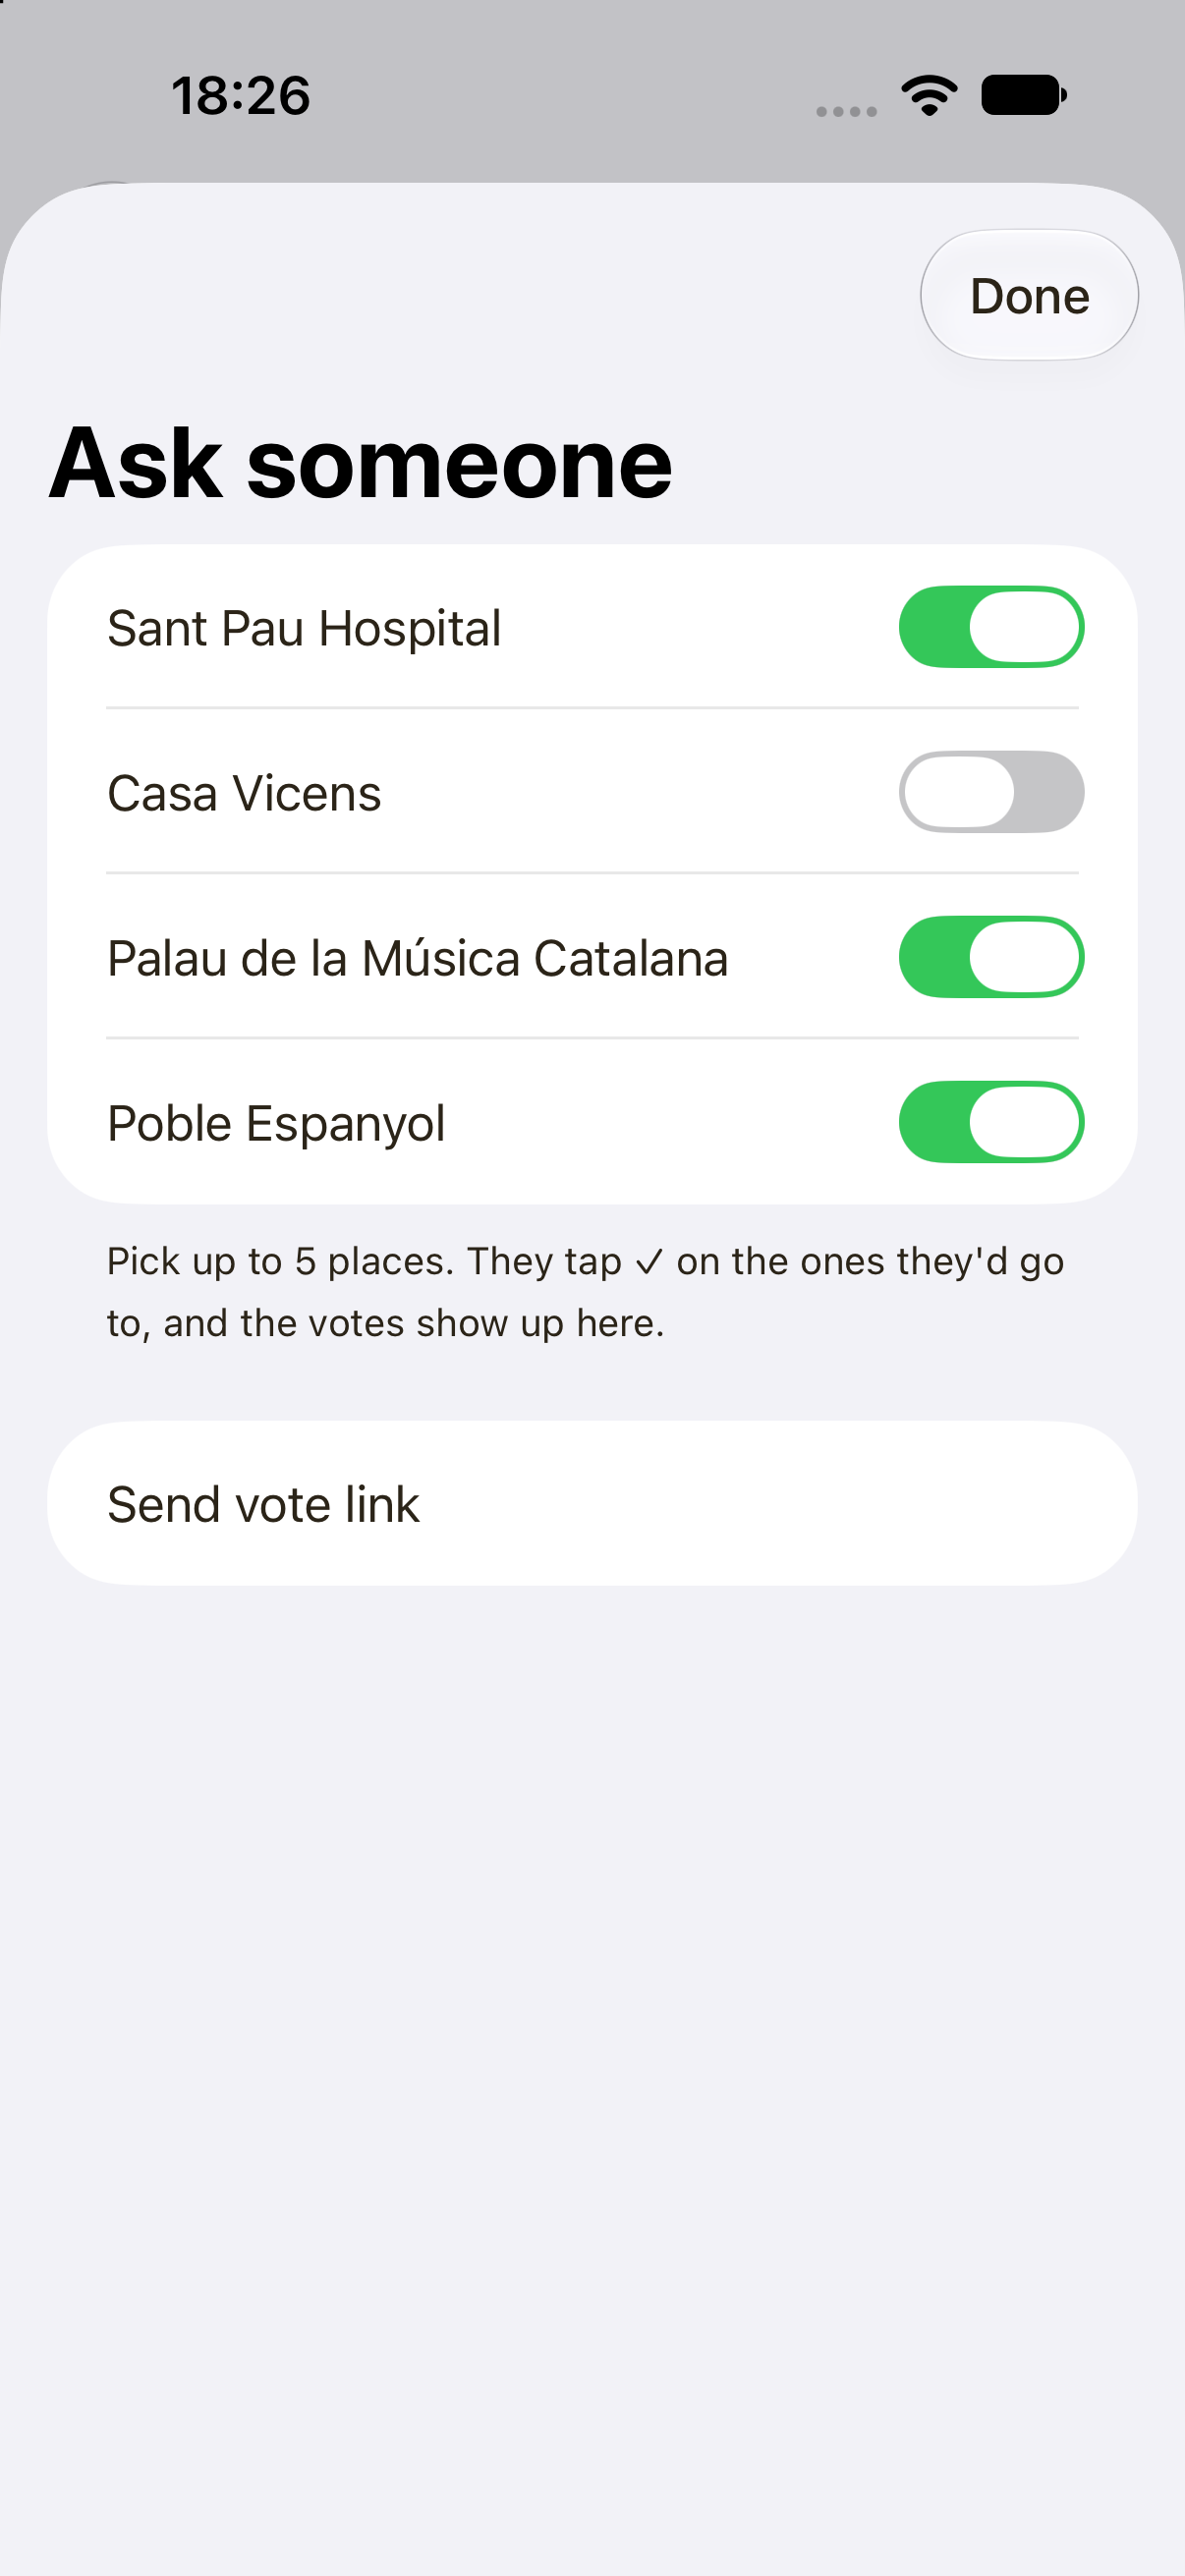 18:26
Done
Ask someone
Sant Pau Hospital
Casa Vicens
Palau de la Música Catalana
Poble Espanyol
Pick up to 5 places. They tap ✓ on the ones they'd go
to, and the votes show up here.
Send vote link